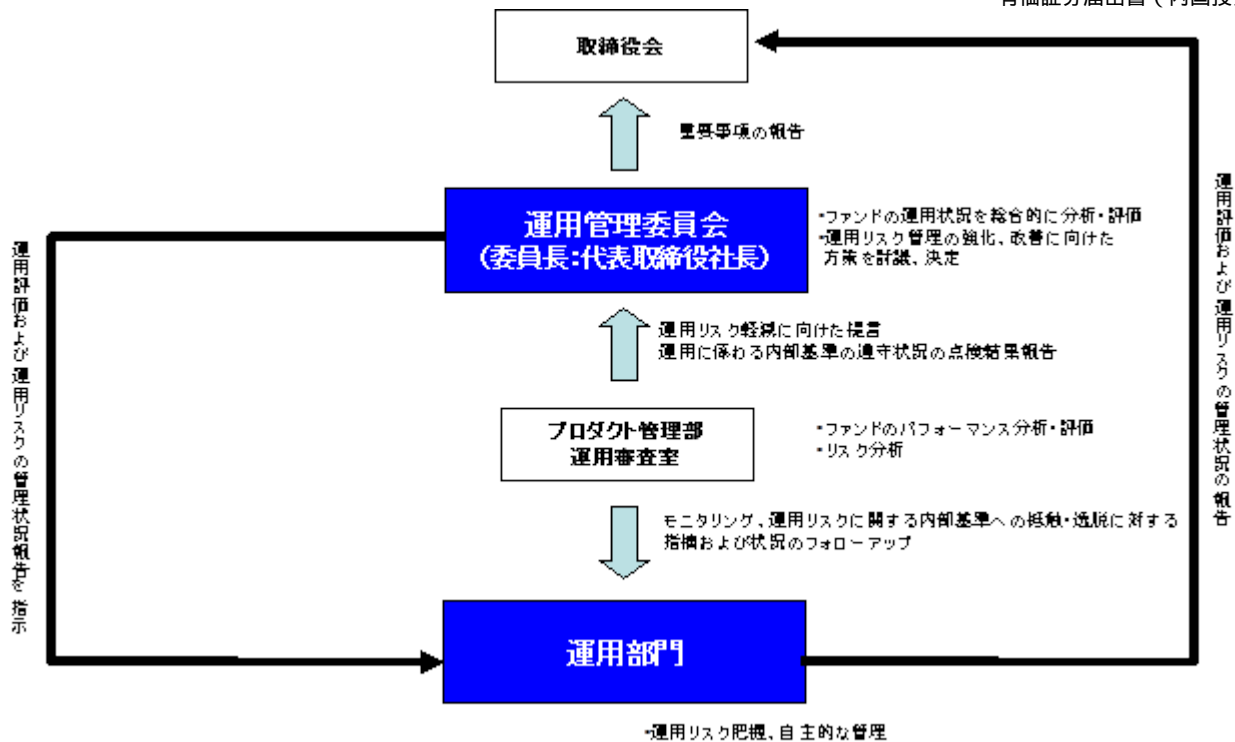 取締役会
重要事項の報告
運用管理委員会
(委員長:代表取締役社長)
・ファンドの運用状況を総合的に分析・評価
・運用リスク管理の強化、改善に向けた
方策を討議、決定
運用リスク軽減に向けた提言
運用に係わる内部基準の遵守状況の点検結果報告
プロダクト管理部
運用審査室
・ファンドのパフォーマンス分析・評価
・リスク分析
モニタリング、運用リスクに関する内部基準への抵触・逸脱に対する
指摘および状況のフォローアップ
運用部門
・運用リスク把握、自主的な管理
運用評価および運用リスクの管理状況報告を指示
運用評価および運用リスクの管理状況の報告